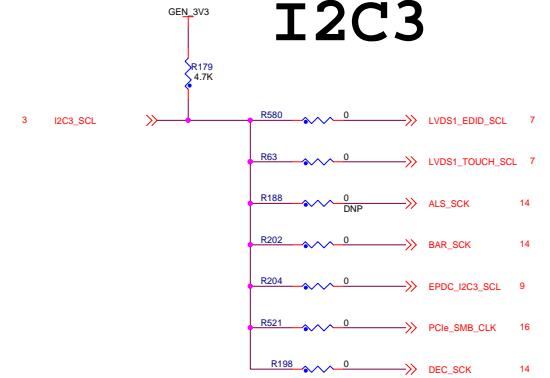 GEN_3V3
I2C3
R179
4.7K
3 I2C3_SCL
R580 0 LVDS1_EDID_SCL 7
R63 0 LVDS1_TOUCH_SCL 7
R188 0 ALS_SCK 14
DNP
R202 0 BAR_SCK 14
R204 0 EPDC_I2C3_SCL 9
R521 0 PCIe_SMB_CLK 16
R198 0 DEC_SCK 14